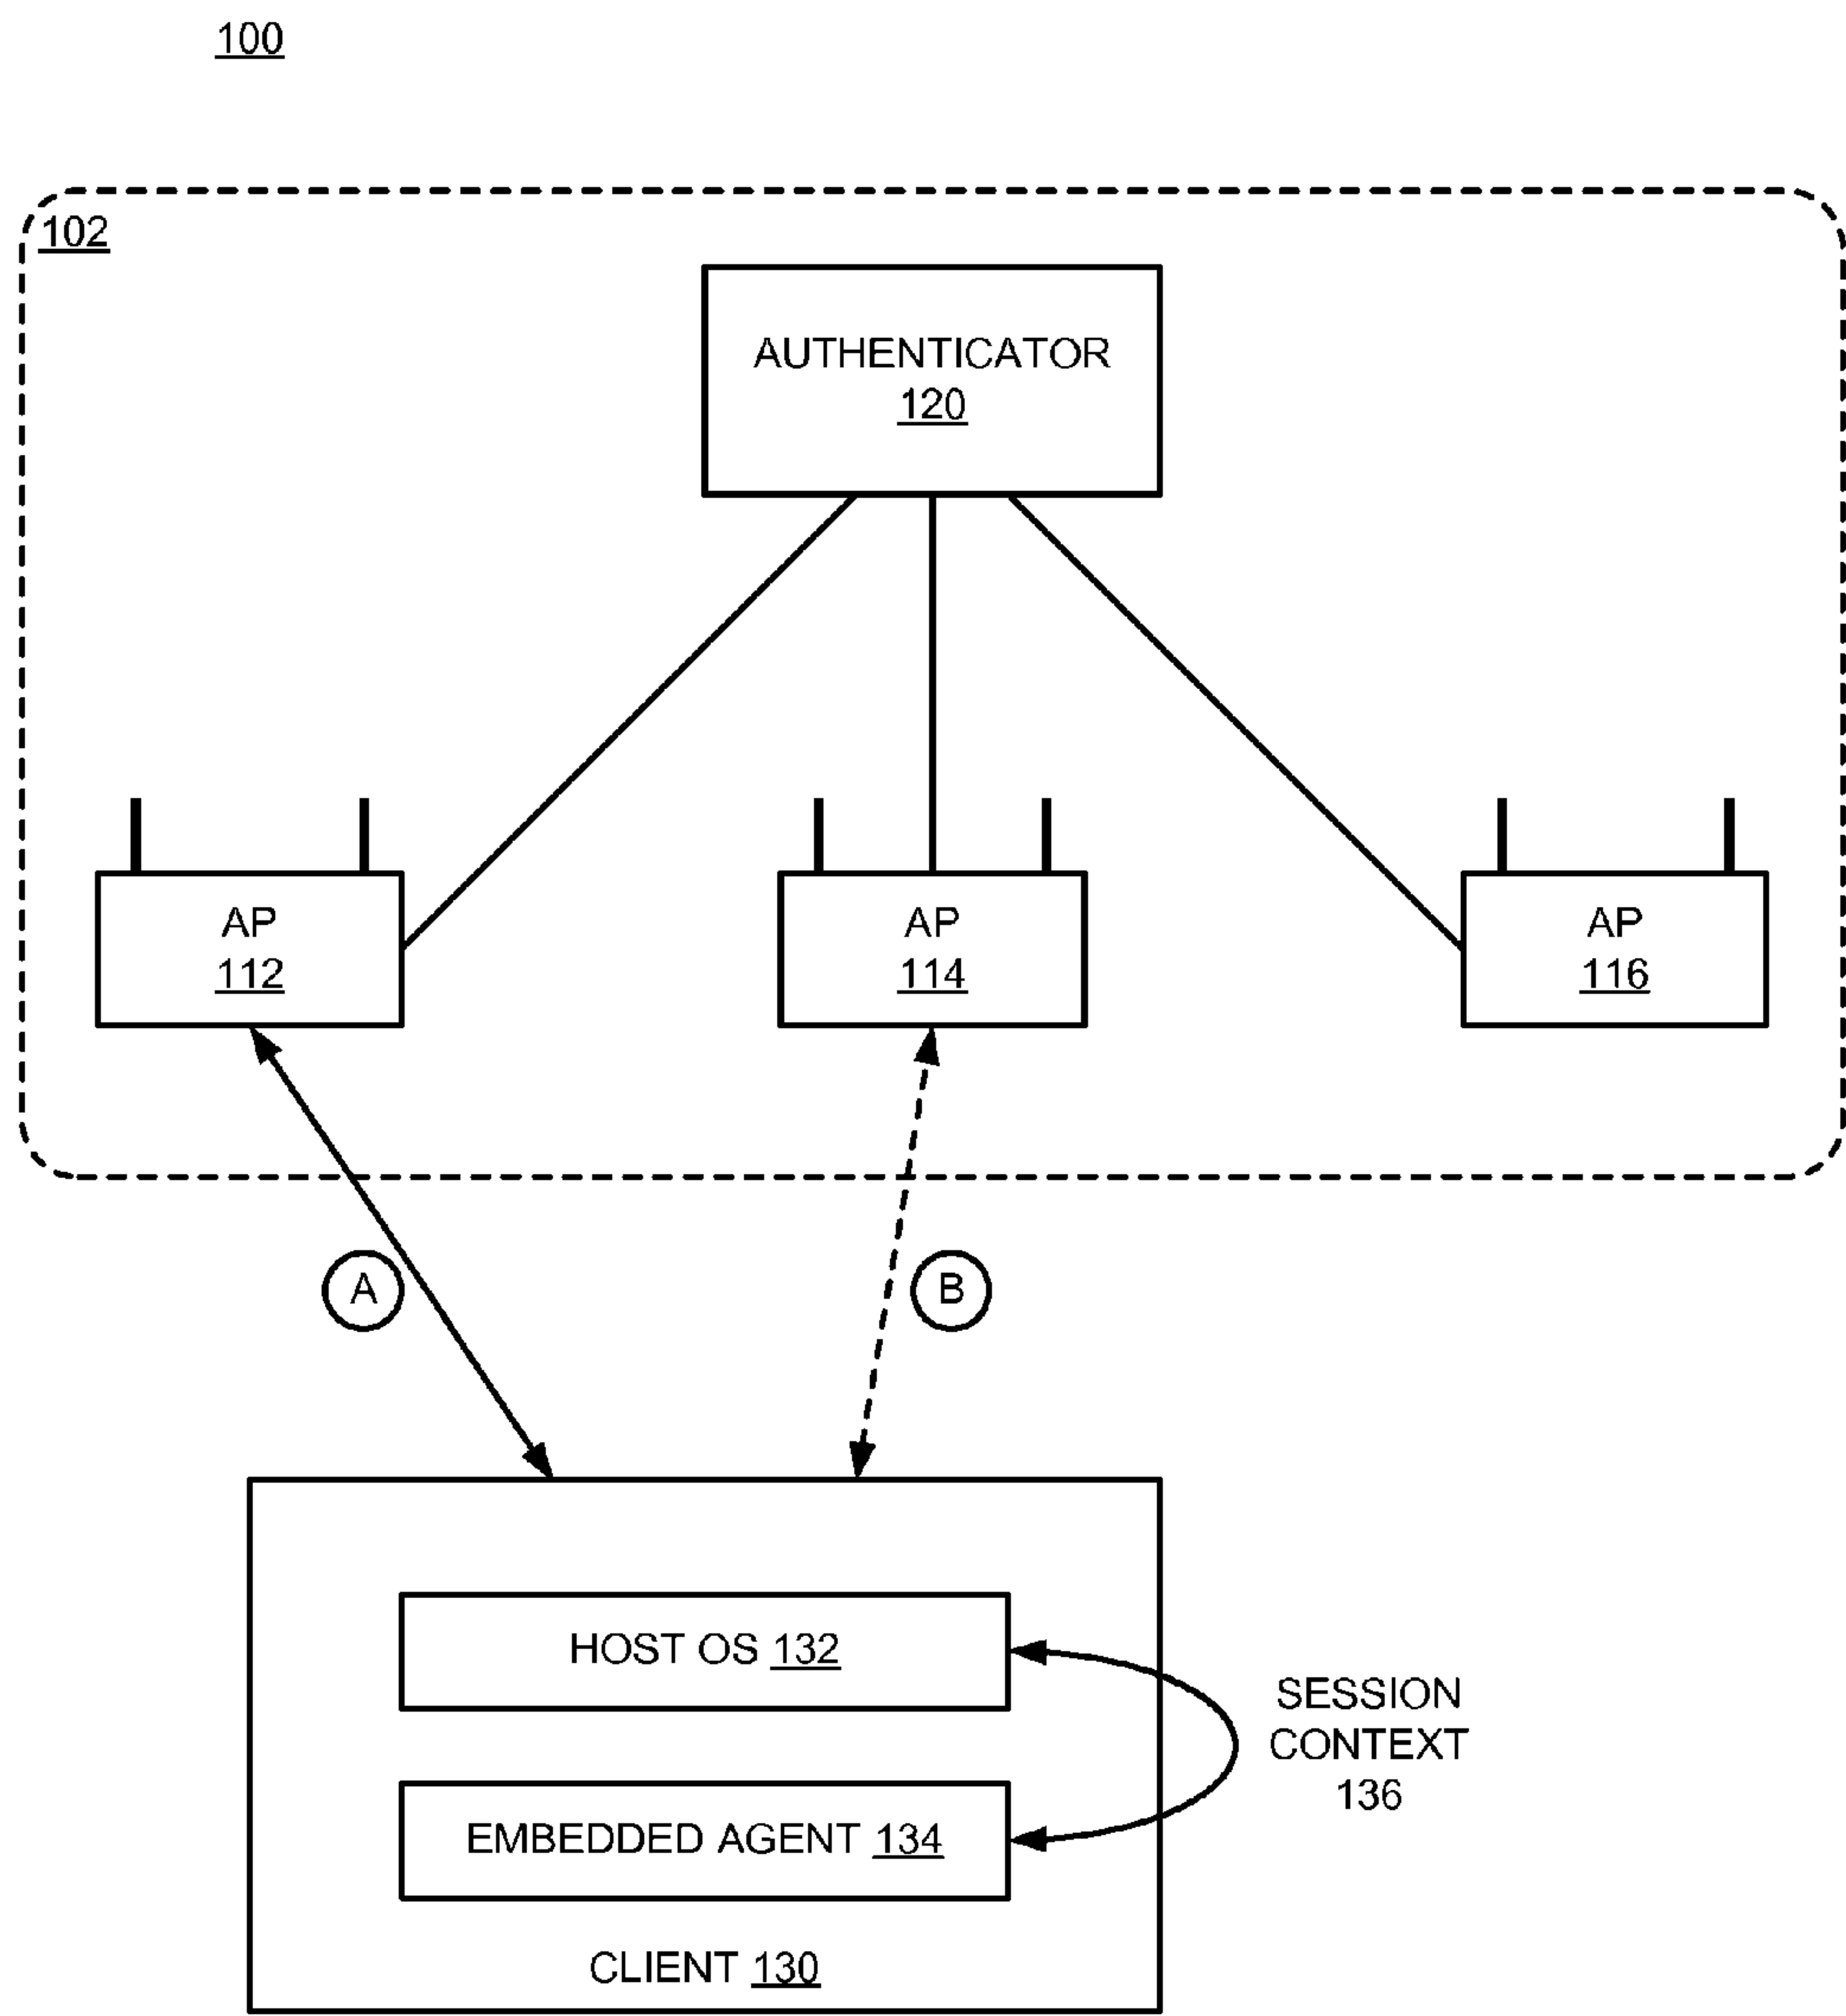 100
102
AUTHENTICATOR
120
AP
112
AP
114
AP
116
A
B
HOST OS 132
SESSION
CONTEXT
136
EMBEDDED AGENT 134
CLIENT 130